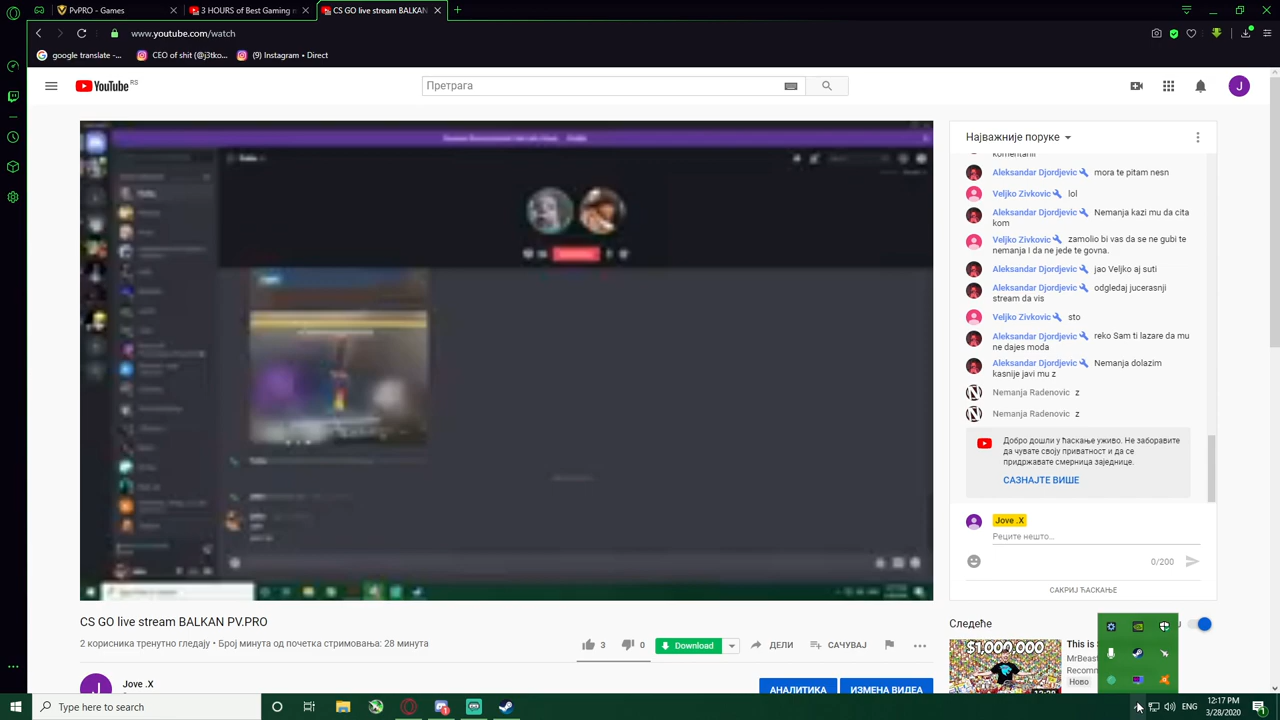 PvPRO - Games
3 HOURS of Best Gaming
CS GO live stream BALKAN
www.youtube.com/watch
google translate -...
CEO of shit (@j3tko...
(9) Instagram • Direct
YouTube RS
Претрага
J
Најважније поруке
komentarii
Aleksandar Djordjevic mora te pitam nesn
Veljko Zivkovic lol
Aleksandar Djordjevic Nemanja kazi mu da cita
kom
Veljko Zivkovic zamolio bi vas da se ne gubi te
nemanja I da ne jede te govna.
Aleksandar Djordjevic jao Veljko aj suti
Aleksandar Djordjevic odgledaj jucerasnji
stream da vis
Veljko Zivkovic sto
Aleksandar Djordjevic reko Sam ti lazare da mu
ne dajes moda
Aleksandar Djordjevic Nemanja dolazim
kasnije javi mu z
Nemanja Radenovic z
Nemanja Radenovic z
Добро дошли у ћаскање уживо. Не заборавите
да чувате своју приватност и да се
придржавате смерница заједнице.
САЗНАЈТЕ ВИШЕ
Jove .X
Реците нешто...
0/200
САКРИЈ ЋАСКАЊЕ
CS GO live stream BALKAN PV.PRO
2 корисника тренутно гледају • Број минута од почетка стримовања: 28 минута
3
0
Download
ДЕЛИ
САЧУВАЈ
J
Jove .X
АНАЛИТИКА
ИЗМЕНА ВИДЕА
Следеће
$1,000,000
This is
MrBeast
Recomm
Ново
Type here to search
ENG
12:17 PM
3/28/2020
1